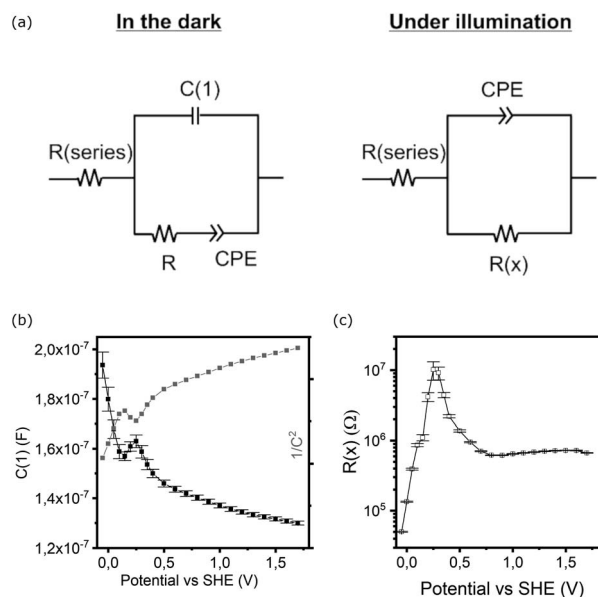 (a)
In the dark
Under illumination
C(1)
CPE
R(series)
R(series)
R
CPE
R(x)
(b)
(c)
2,0x10⁻⁷
1,8x10⁻⁷
1,6x10⁻⁷
1,4x10⁻⁷
1,2x10⁻⁷
C(1) (F)
1/C²
0,0 0,5 1,0 1,5
Potential vs SHE (V)
10⁷
10⁶
10⁵
R(x) (Ω)
0,0 0,5 1,0 1,5
Potential vs SHE (V)